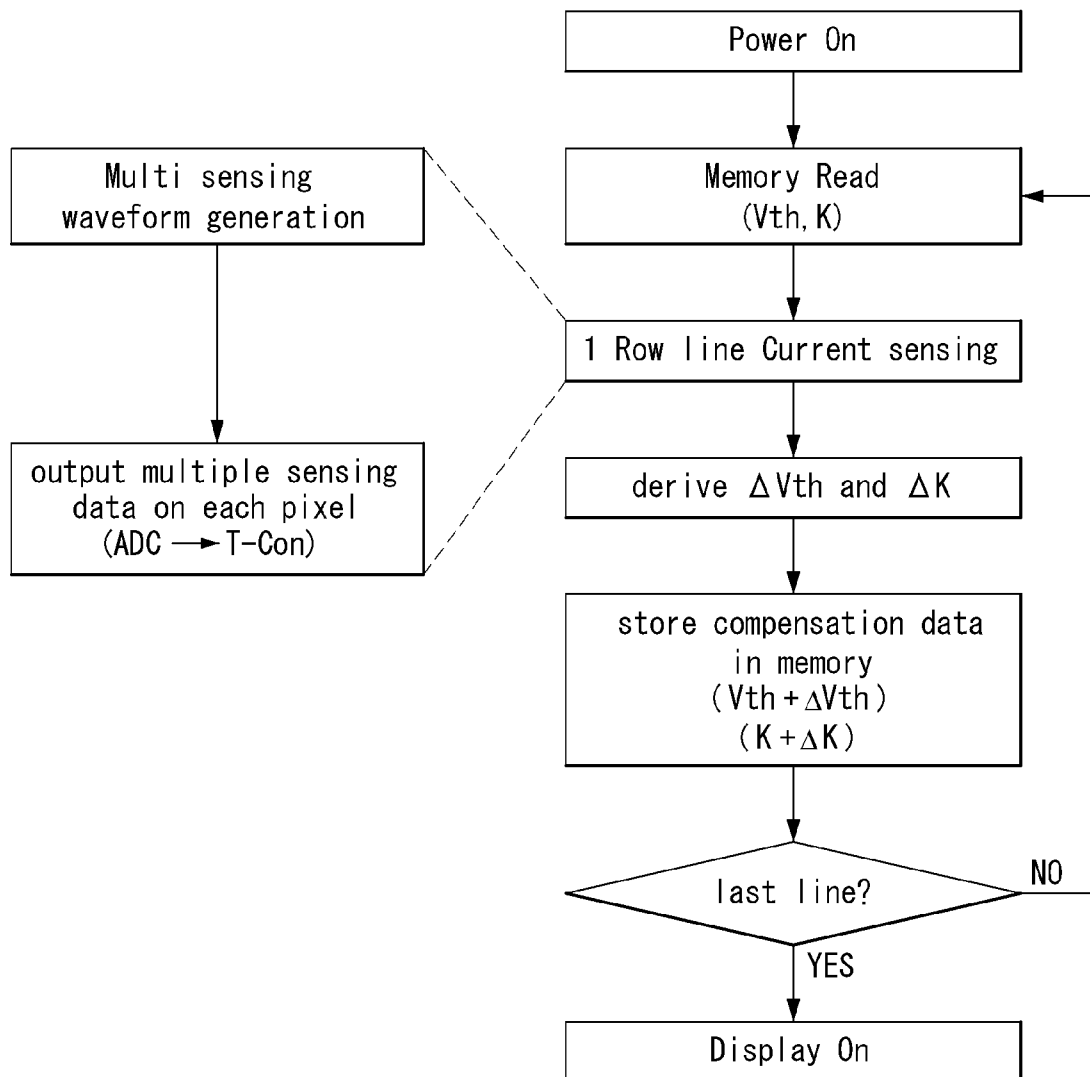 Power On
Memory Read
(Vth, K)
1 Row line Current sensing
Multi sensing
waveform generation
output multiple sensing
data on each pixel
(ADC → T-Con)
derive ΔVth and ΔK
store compensation data
in memory
(Vth+ΔVth)
(K+ΔK)
last line?
NO
YES
Display On